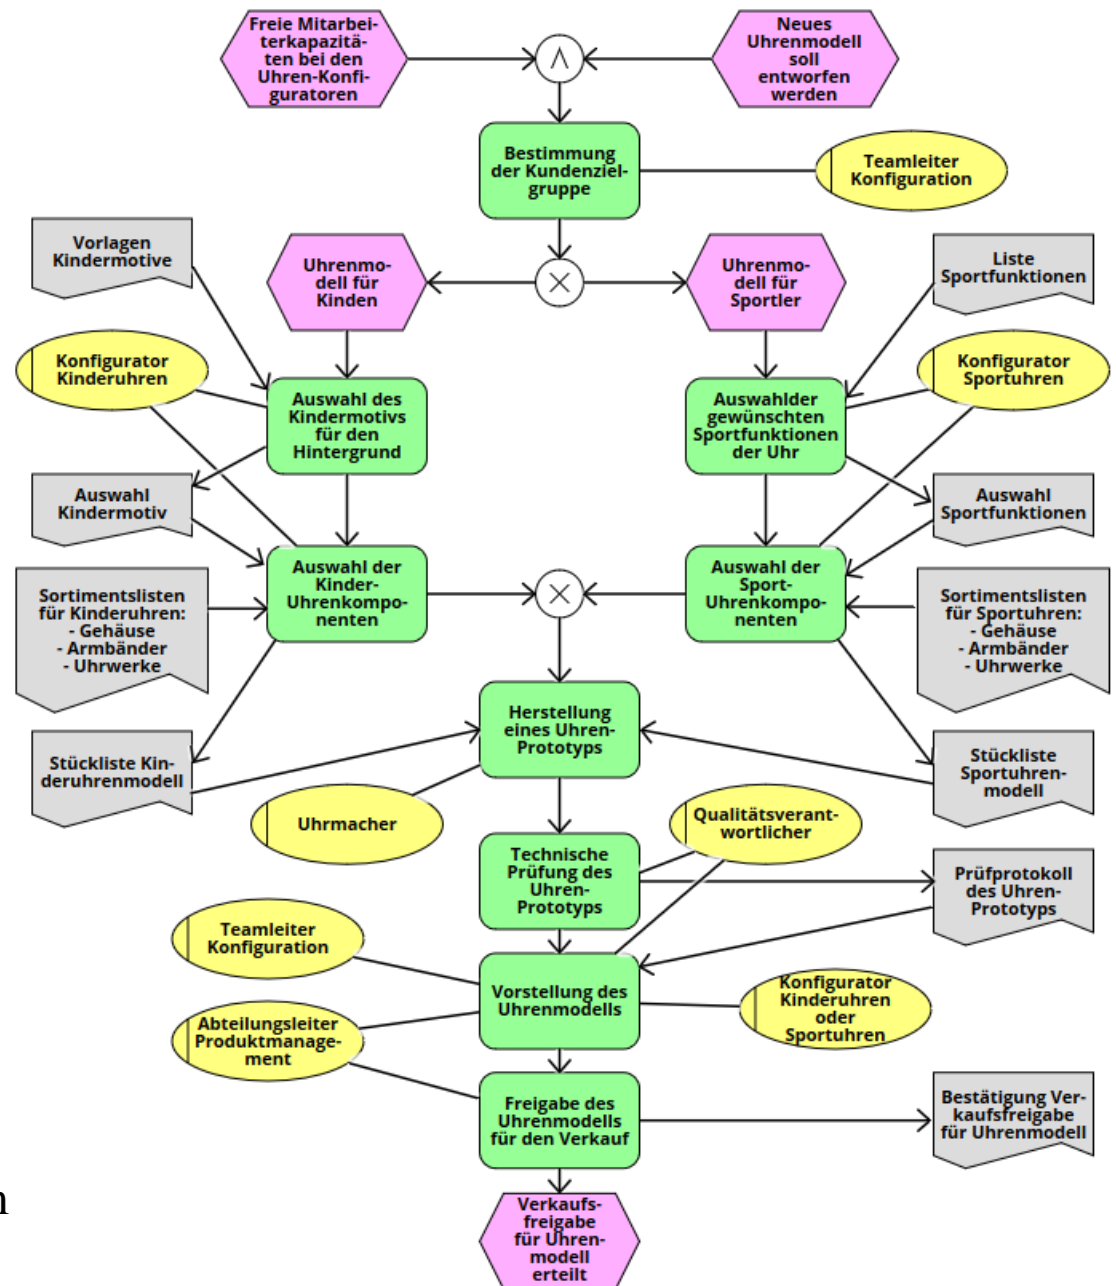 Freie Mitarbei-
terkapazitä-
ten bei den
Uhren-Konfi-
guratoren
Neues
Uhrenmodell
soll
entworfen
werden
Bestimmung
der Kundenziel-
gruppe
Teamleiter
Konfiguration
Vorlagen
Kindermotive
Uhrenmo-
dell für
Kinden
Uhrenmo-
dell für
Sportler
Liste
Sportfunktionen
Konfigurator
Kinderuhren
Konfigurator
Sportuhren
Auswahl des
Kindermotivs
für den
Hintergrund
Auswahlder
gewünschten
Sportfunktionen
der Uhr
Auswahl
Kindermotiv
Auswahl
Sportfunktionen
Auswahl der
Kinder-
Uhrenkompo-
nenten
Auswahl der
Sport-
Uhrenkompo-
nenten
Sortimentslisten
für Kinderuhren:
- Gehäuse
- Armbänder
- Uhrwerke
Sortimentslisten
für Sportuhren:
- Gehäuse
- Armbänder
- Uhrwerke
Herstellung
eines Uhren-
Prototyps
Stückliste Kin-
deruhrenmodell
Stückliste
Sportuhren-
modell
Uhrmacher
Qualitätsverant-
wortlicher
Technische
Prüfung des
Uhren-
Prototyps
Prüfprotokoll
des Uhren-
Prototyps
Teamleiter
Konfiguration
Vorstellung des
Uhrenmodells
Konfigurator
Kinderuhren
oder
Sportuhren
Abteilungsleiter
Produktmanage-
ment
Freigabe des
Uhrenmodells
für den Verkauf
Bestätigung Ver-
kaufsfreigabe
für Uhrenmodell
Verkaufs-
freigabe
für Uhren-
modell
erteilt